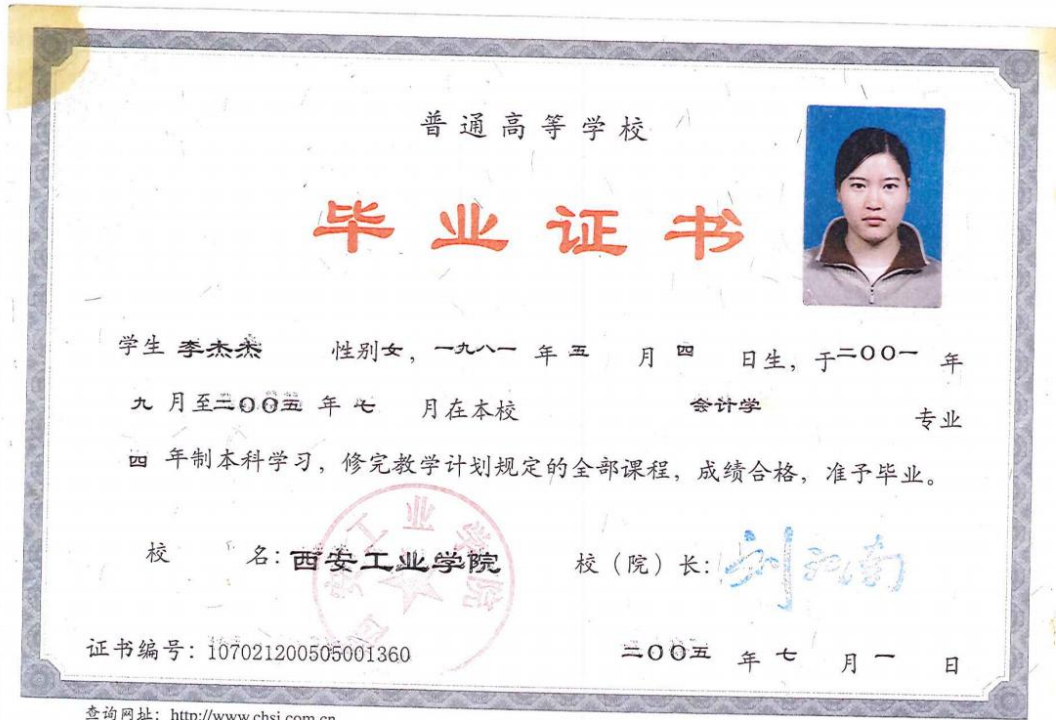 普通高等学校
毕业证书
学生 李杰杰 性别女，一九八一 年 五 月 四 日生，于二〇〇一 年
九 月至二〇〇五 年 七 月在本校 会计学 专业
四 年制本科学习，修完教学计划规定的全部课程，成绩合格，准予毕业。
校 名：西安工业学院 校（院）长：
西安工业学院
证书编号：107021200505001360 二〇〇五 年 七 月 一 日
查询网址：http://www.chsi.com.cn